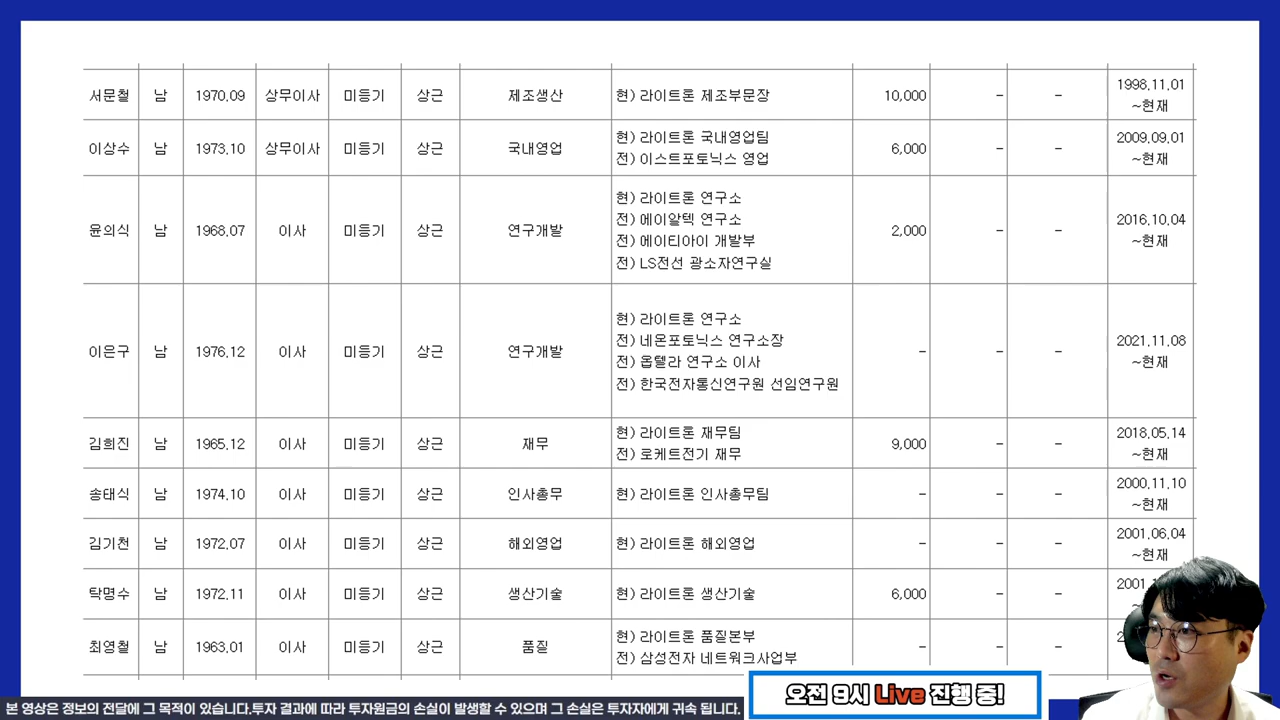 서문철 남 1970.09 상무이사 미등기 상근 제조생산 현) 라이트론 제조부문장 10,000 - - 1998.11.01 ~현재
이상수 남 1973.10 상무이사 미등기 상근 국내영업 현) 라이트론 국내영업팀 전) 이스트포토닉스 영업 6,000 - - 2009.09.01 ~현재
윤의식 남 1968.07 이사 미등기 상근 연구개발 현) 라이트론 연구소 전) 에이알텍 연구소 전) 에이티아이 개발부 전) LS전선 광소자연구실 2,000 - - 2016.10.04 ~현재
이은구 남 1976.12 이사 미등기 상근 연구개발 현) 라이트론 연구소 전) 네온포토닉스 연구소장 전) 옵텔라 연구소 이사 전) 한국전자통신연구원 선임연구원 - - - 2021.11.08 ~현재
김희진 남 1965.12 이사 미등기 상근 재무 현) 라이트론 재무팀 전) 로케트전기 재무 9,000 - - 2018.05.14 ~현재
송태식 남 1974.10 이사 미등기 상근 인사총무 현) 라이트론 인사총무팀 - - - 2000.11.10 ~현재
김기천 남 1972.07 이사 미등기 상근 해외영업 현) 라이트론 해외영업 - - - 2001.06.04 ~현재
탁명수 남 1972.11 이사 미등기 상근 생산기술 현) 라이트론 생산기술 6,000 - - 2001.
최영철 남 1963.01 이사 미등기 상근 품질 현) 라이트론 품질본부 전) 삼성전자 네트워크사업부 - - -
오전 9시 Live 진행 중!
본 영상은 정보의 전달에 그 목적이 있습니다.투자 결과에 따라 투자원금의 손실이 발생할 수 있으며 그 손실은 투자자에게 귀속 됩니다.